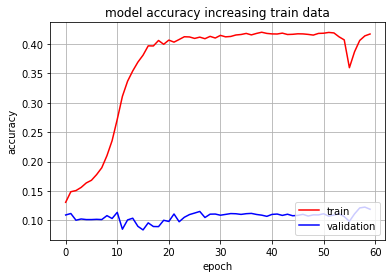 model accuracy increasing train data
accuracy
0.40
0.35
0.30
0.25
0.20
0.15
0.10
train
validation
0
10
20
30
40
50
60
epoch